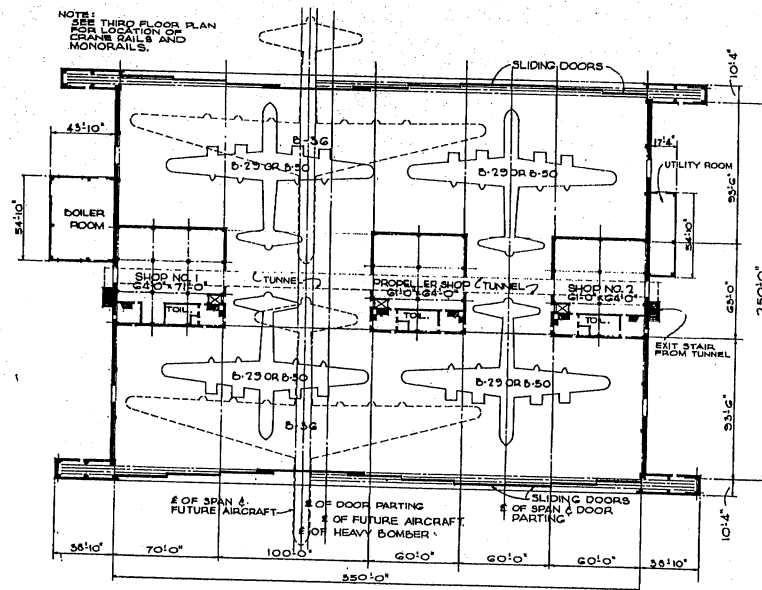 NOTE:
SEE THIRD FLOOR PLAN
FOR LOCATION OF
CRANE RAILS AND
MONORAILS.
SLIDING DOORS
10'-4"
43'-10"
B-36
B-29 OR B-50
B-29 OR B-50
17'-4"
UTILITY ROOM
93'-6"
54'-10"
BOILER
ROOM
54'-10"
SHOP NO. 1
64'-0" x 71'-0"
TUNNEL
PROPELLER SHOP
61'-0" x 64'-0"
TUNNEL
SHOP NO. 2
61'-0" x 64'-0"
63'-0"
250'-0"
TOIL.
TOIL.
TOIL.
EXIT STAIR
FROM TUNNEL
B-29 OR B-50
B-29 OR B-50
93'-6"
B-36
℄ OF SPAN &
FUTURE AIRCRAFT
℄ OF DOOR PARTING
℄ OF FUTURE AIRCRAFT
℄ OF HEAVY BOMBER
SLIDING DOORS
℄ OF SPAN & DOOR
PARTING
10'-4"
38'-10"
70'-0"
100'-0"
60'-0"
60'-0"
60'-0"
38'-10"
350'-0"